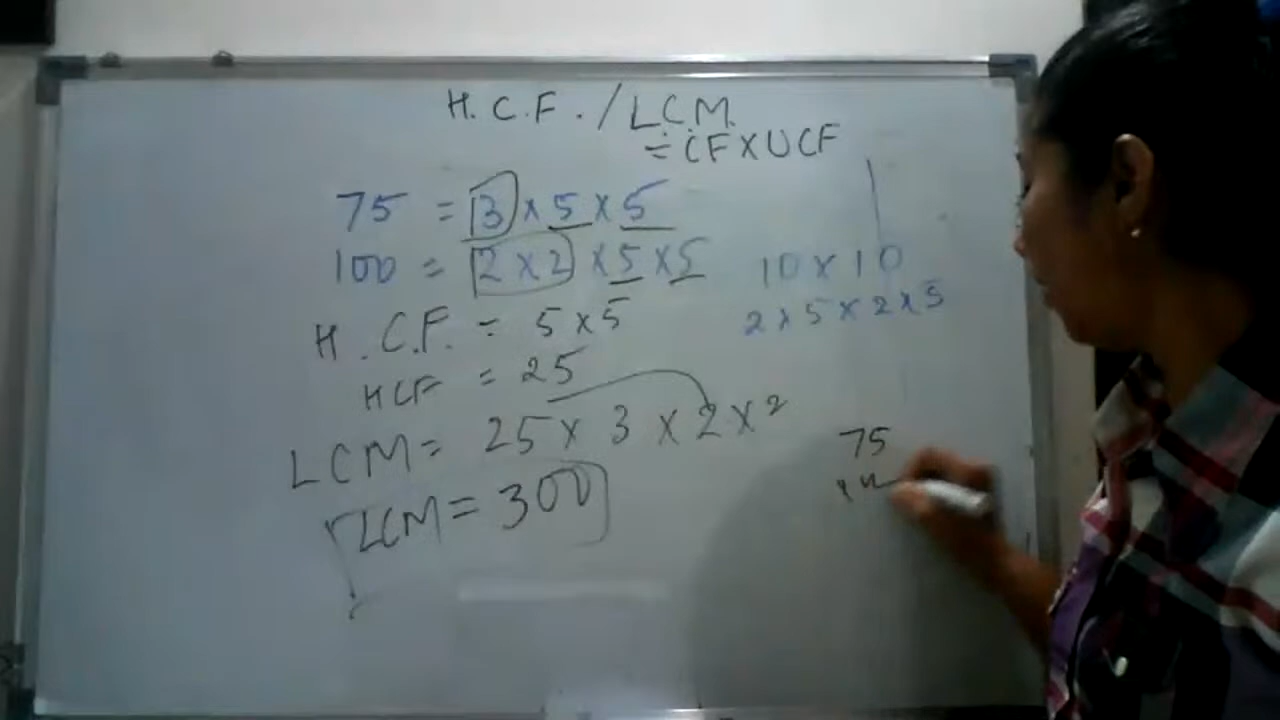 H. C. F. / L.C.M.
= CF X UCF
75 = 3 x 5 x 5
100 = 2 x 2 x 5 x 5
10 x 10
2 x 5 x 2 x 5
H. C.F. = 5 x 5
HCF = 25
LCM = 25 x 3 x 2 x 2
LCM = 300
75